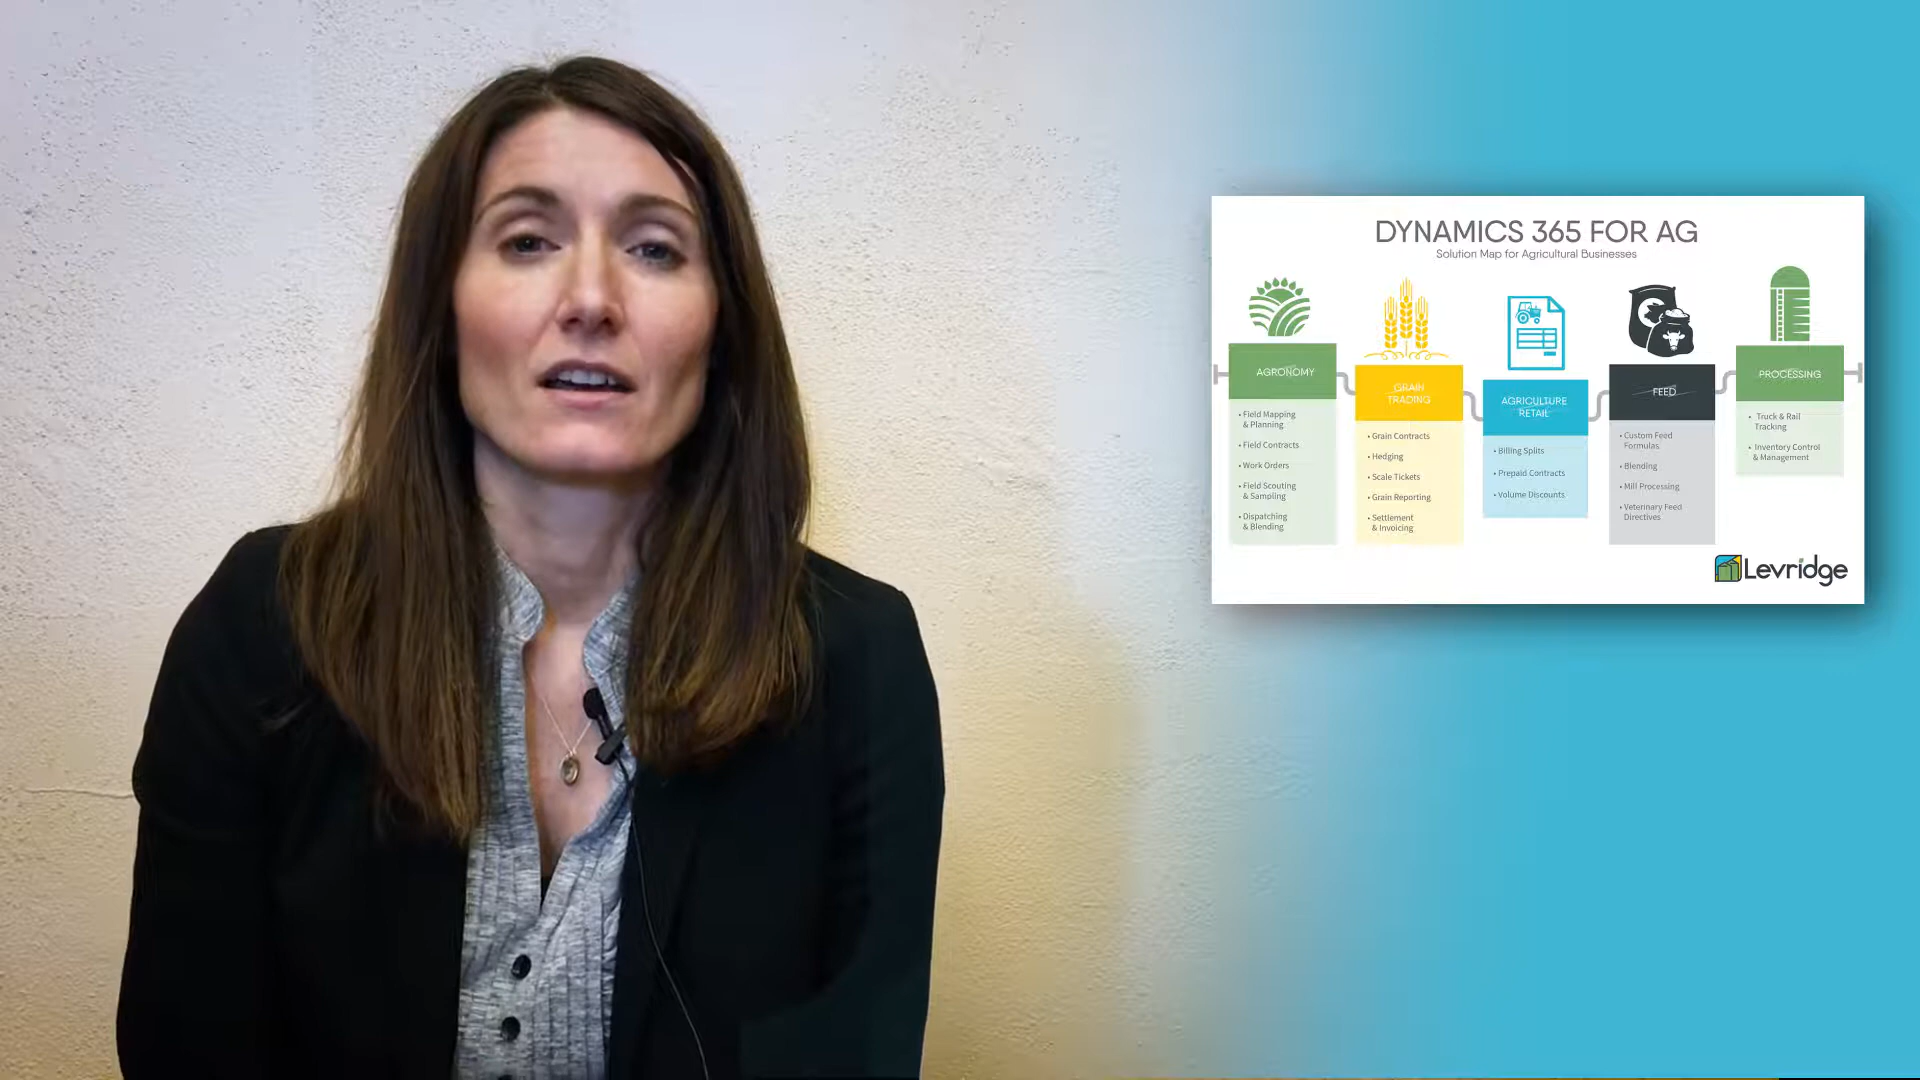 DYNAMICS 365 FOR AG
Solution Map for Agricultural Businesses
AGRONOMY
• Field Mapping
& Planning
• Field Contracts
• Work Orders
• Field Scouting
& Sampling
• Dispatching
& Blending
GRAIN
TRADING
• Grain Contracts
• Hedging
• Scale Tickets
• Grain Reporting
• Settlement
& Invoicing
AGRICULTURE
RETAIL
• Billing Splits
• Prepaid Contracts
• Volume Discounts
FEED
• Custom Feed
Formulas
• Blending
• Mill Processing
• Veterinary Feed
Directives
PROCESSING
• Truck & Rail
Tracking
• Inventory Control
& Management
Levridge